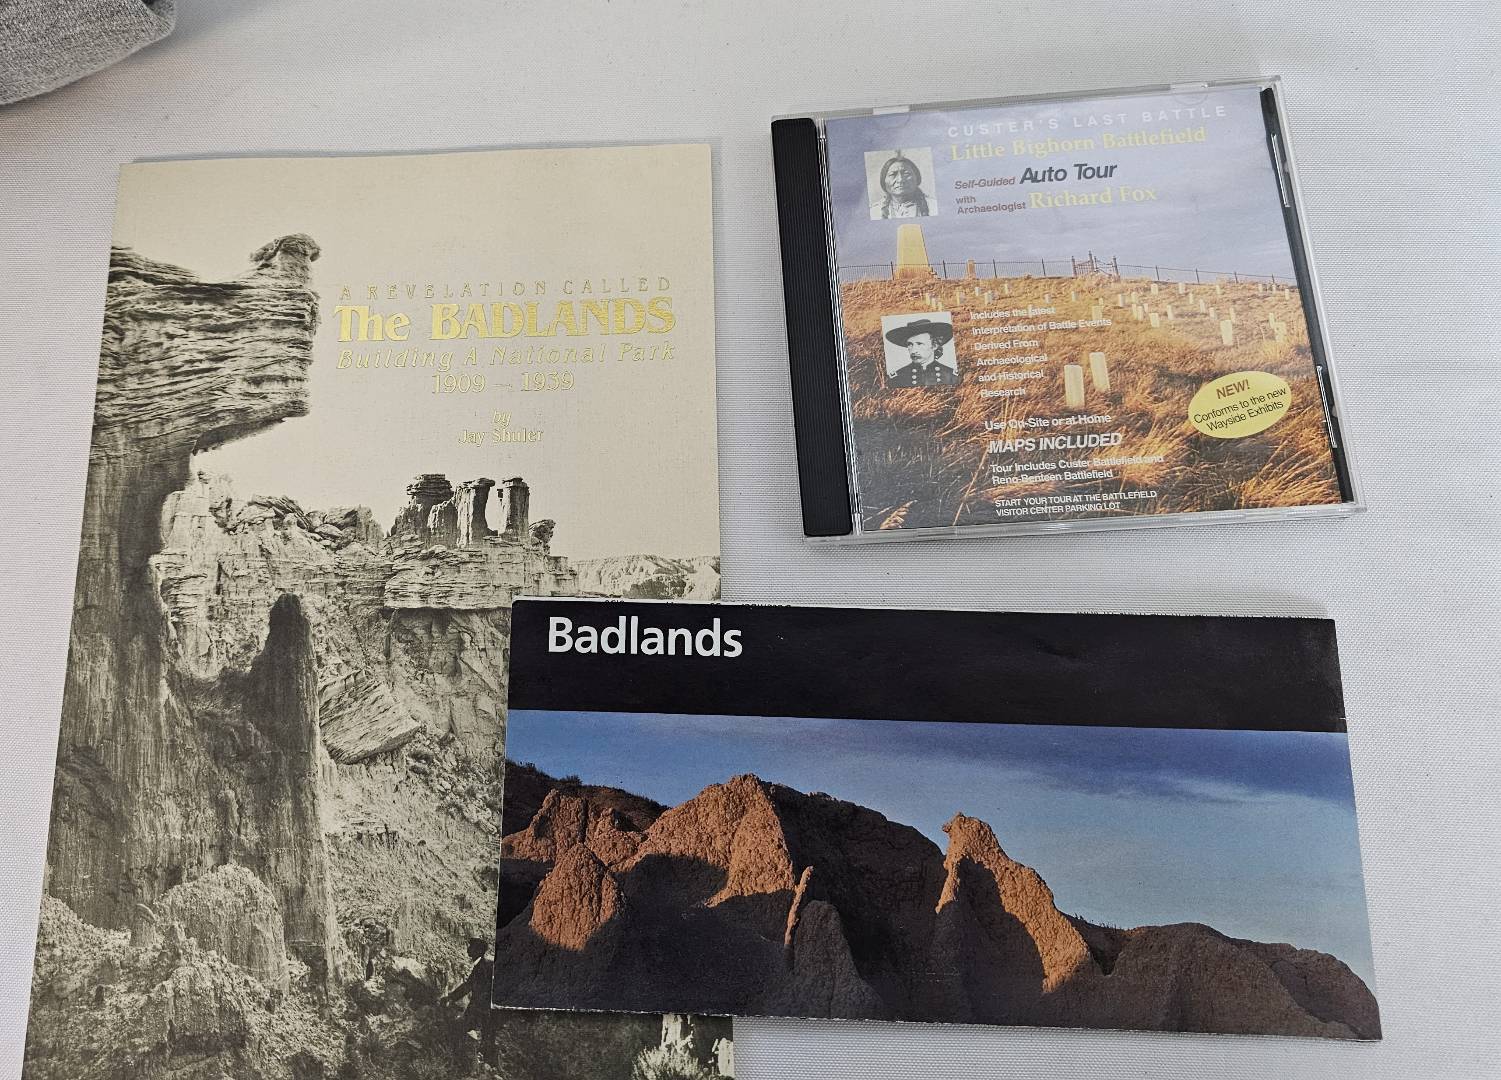 A REVELATION CALLED
The BADLANDS
Building A National Park
1909 — 1939
by
Jay Shuler
CUSTER'S LAST BATTLE
Little Bighorn Battlefield
Self-Guided Auto Tour
with
Archaeologist Richard Fox
Includes the latest
Interpretation of Battle Events
Derived From
Archaeological
and Historical
Research
Use On-Site or at Home
MAPS INCLUDED
Tour Includes Custer Battlefield and
Reno-Benteen Battlefield
START YOUR TOUR AT THE BATTLEFIELD
VISITOR CENTER PARKING LOT
NEW!
Conforms to the new
Wayside Exhibits
Badlands